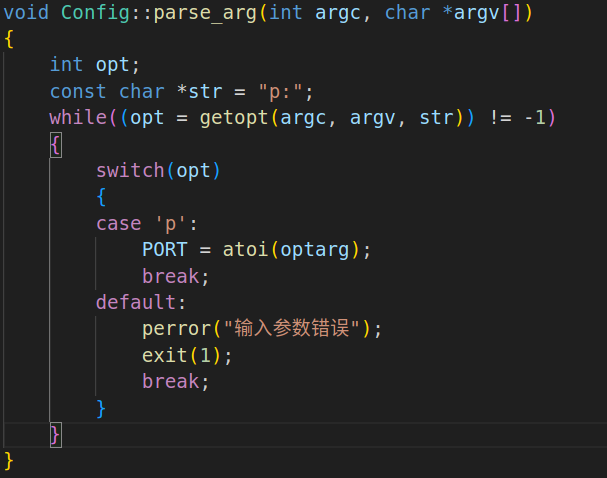 void Config::parse_arg(int argc, char *argv[])
{
    int opt;
    const char *str = "p:";
    while((opt = getopt(argc, argv, str)) != -1)
    {
        switch(opt)
        {
        case 'p':
            PORT = atoi(optarg);
            break;
        default:
            perror("输入参数错误");
            exit(1);
            break;
        }
    }
}